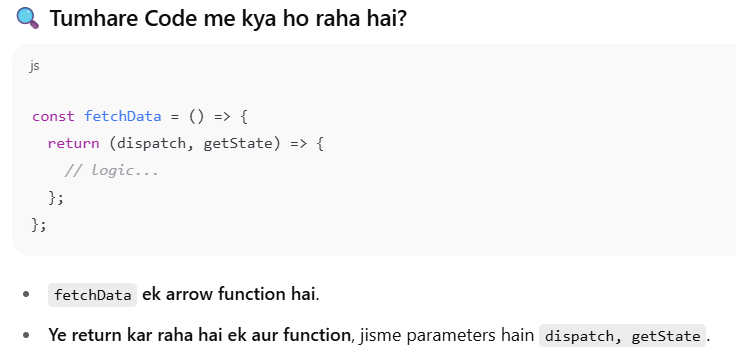 🔍 Tumhare Code me kya ho raha hai?
js
const fetchData = () => {
  return (dispatch, getState) => {
    // logic...
  };
};
• fetchData ek arrow function hai.
• Ye return kar raha hai ek aur function, jisme parameters hain dispatch, getState.